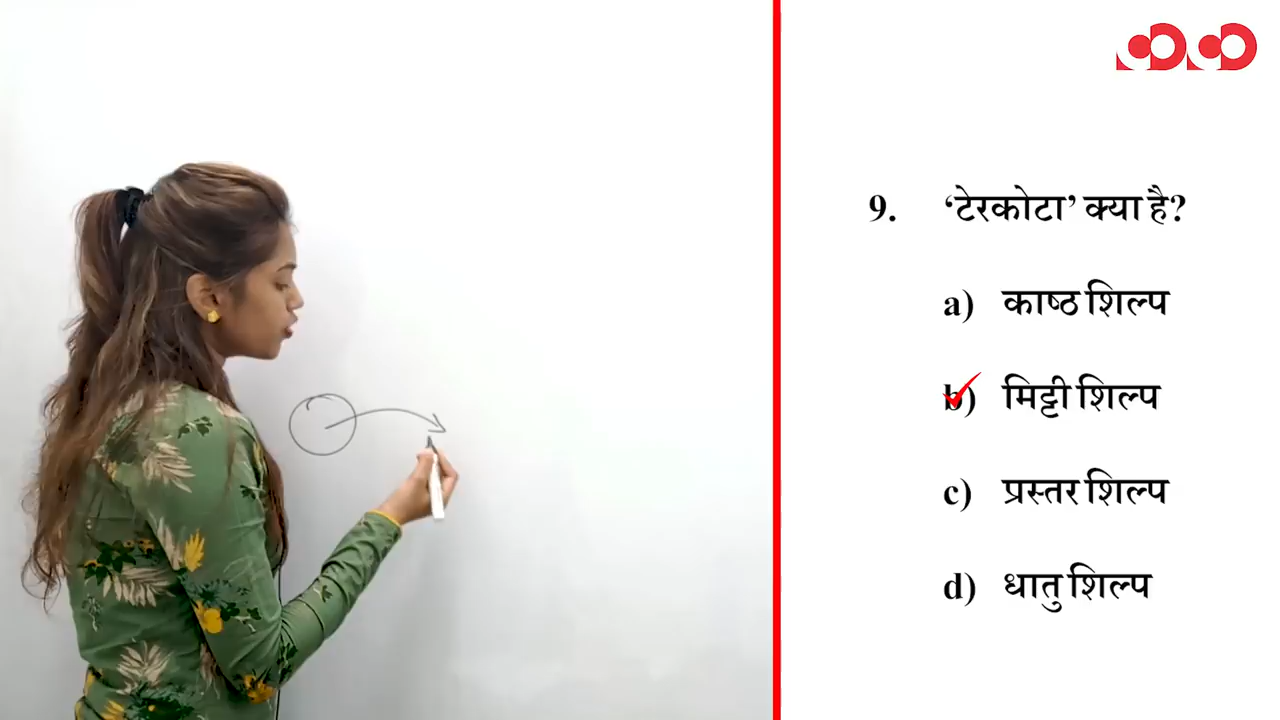 9. ‘टेरकोटा’ क्या है?
a) काष्ठ शिल्प
b) मिट्टी शिल्प
c) प्रस्तर शिल्प
d) धातु शिल्प